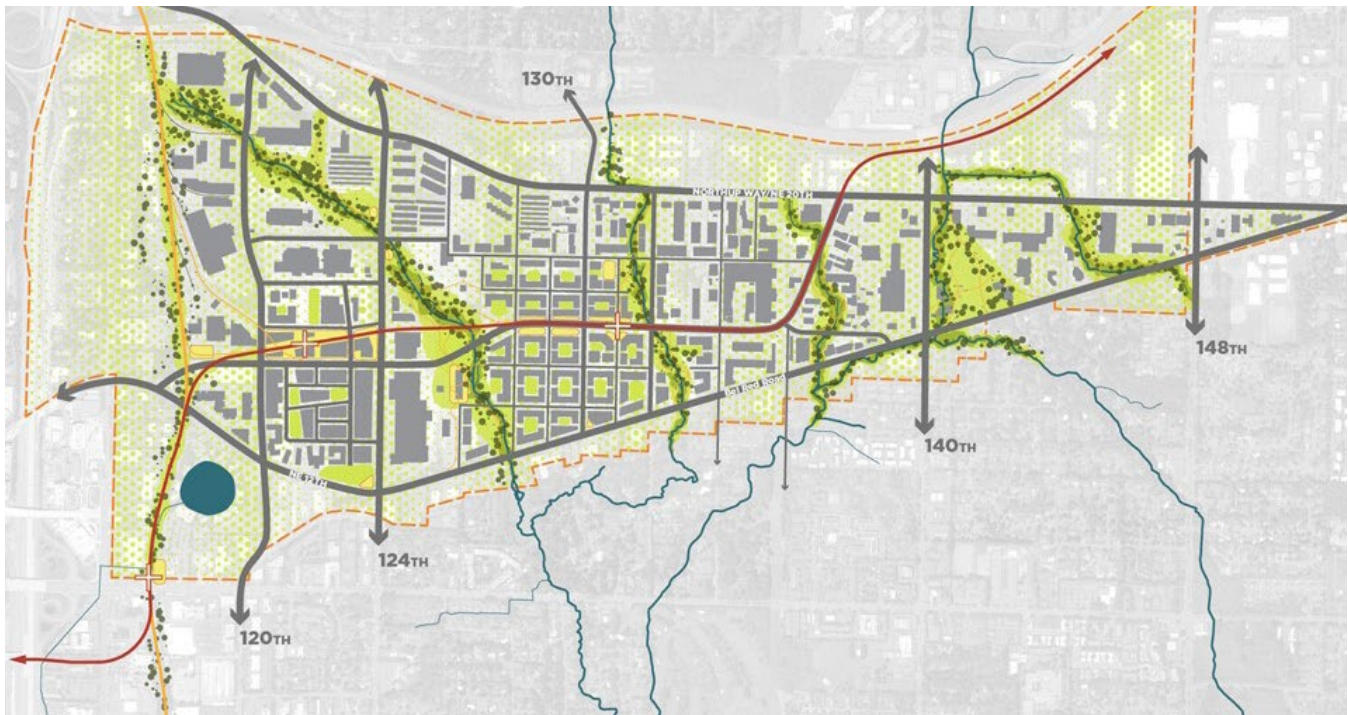 130TH
NORTHUP WAY/NE 20TH
148TH
Bel Red Road
140TH
NE 12TH
124TH
120TH